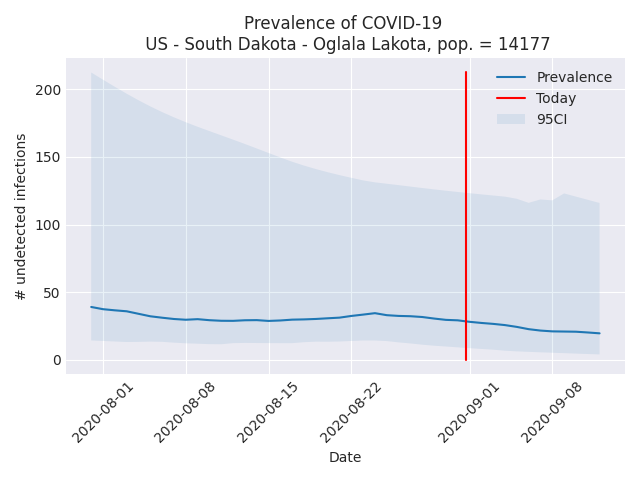 Prevalence of COVID-19
US - South Dakota - Oglala Lakota, pop. = 14177
Prevalence
Today
95CI
# undetected infections
200
150
100
50
0
2020-08-01
2020-08-08
2020-08-15
2020-08-22
2020-09-01
2020-09-08
Date